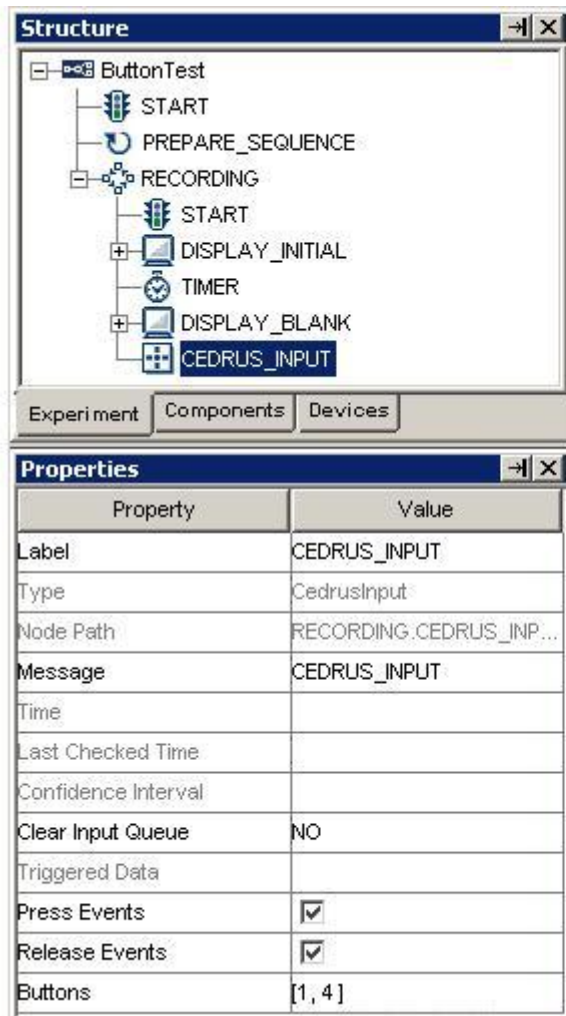 Structure
ButtonTest
START
PREPARE_SEQUENCE
RECORDING
START
DISPLAY_INITIAL
TIMER
DISPLAY_BLANK
CEDRUS_INPUT
Experiment Components Devices
Properties
Property Value
Label CEDRUS_INPUT
Type CedrusInput
Node Path RECORDING.CEDRUS_INP...
Message CEDRUS_INPUT
Time
Last Checked Time
Confidence Interval
Clear Input Queue NO
Triggered Data
Press Events
Release Events
Buttons [1, 4 ]